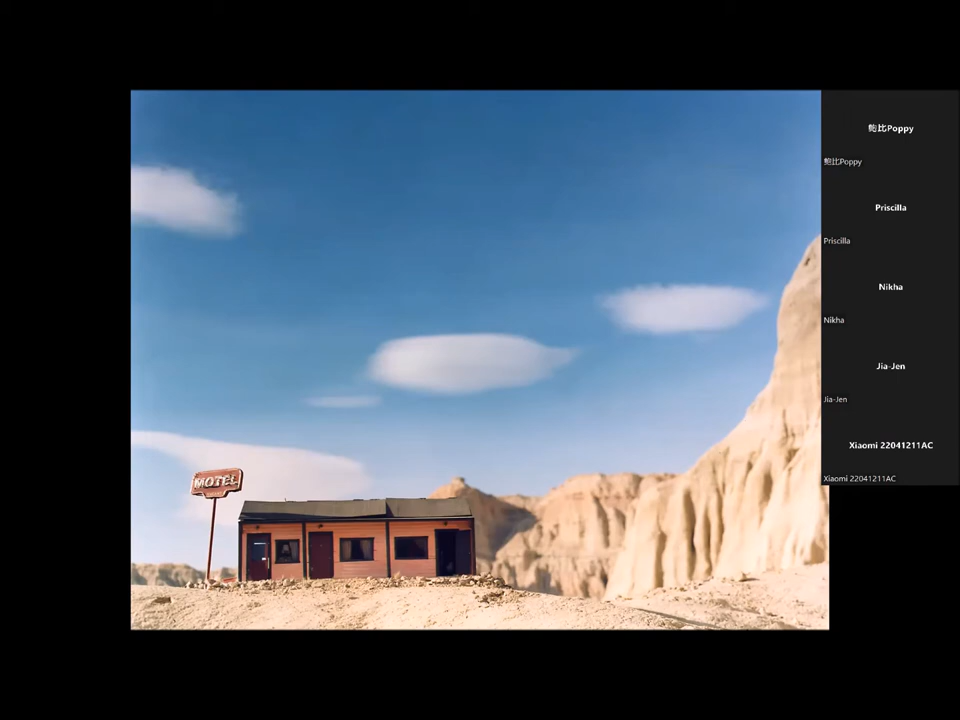 MOTEL
鲍比Poppy
鲍比Poppy
Priscilla
Priscilla
Nikha
Nikha
Jia-Jen
Jia-Jen
Xiaomi 22041211AC
Xiaomi 22041211AC